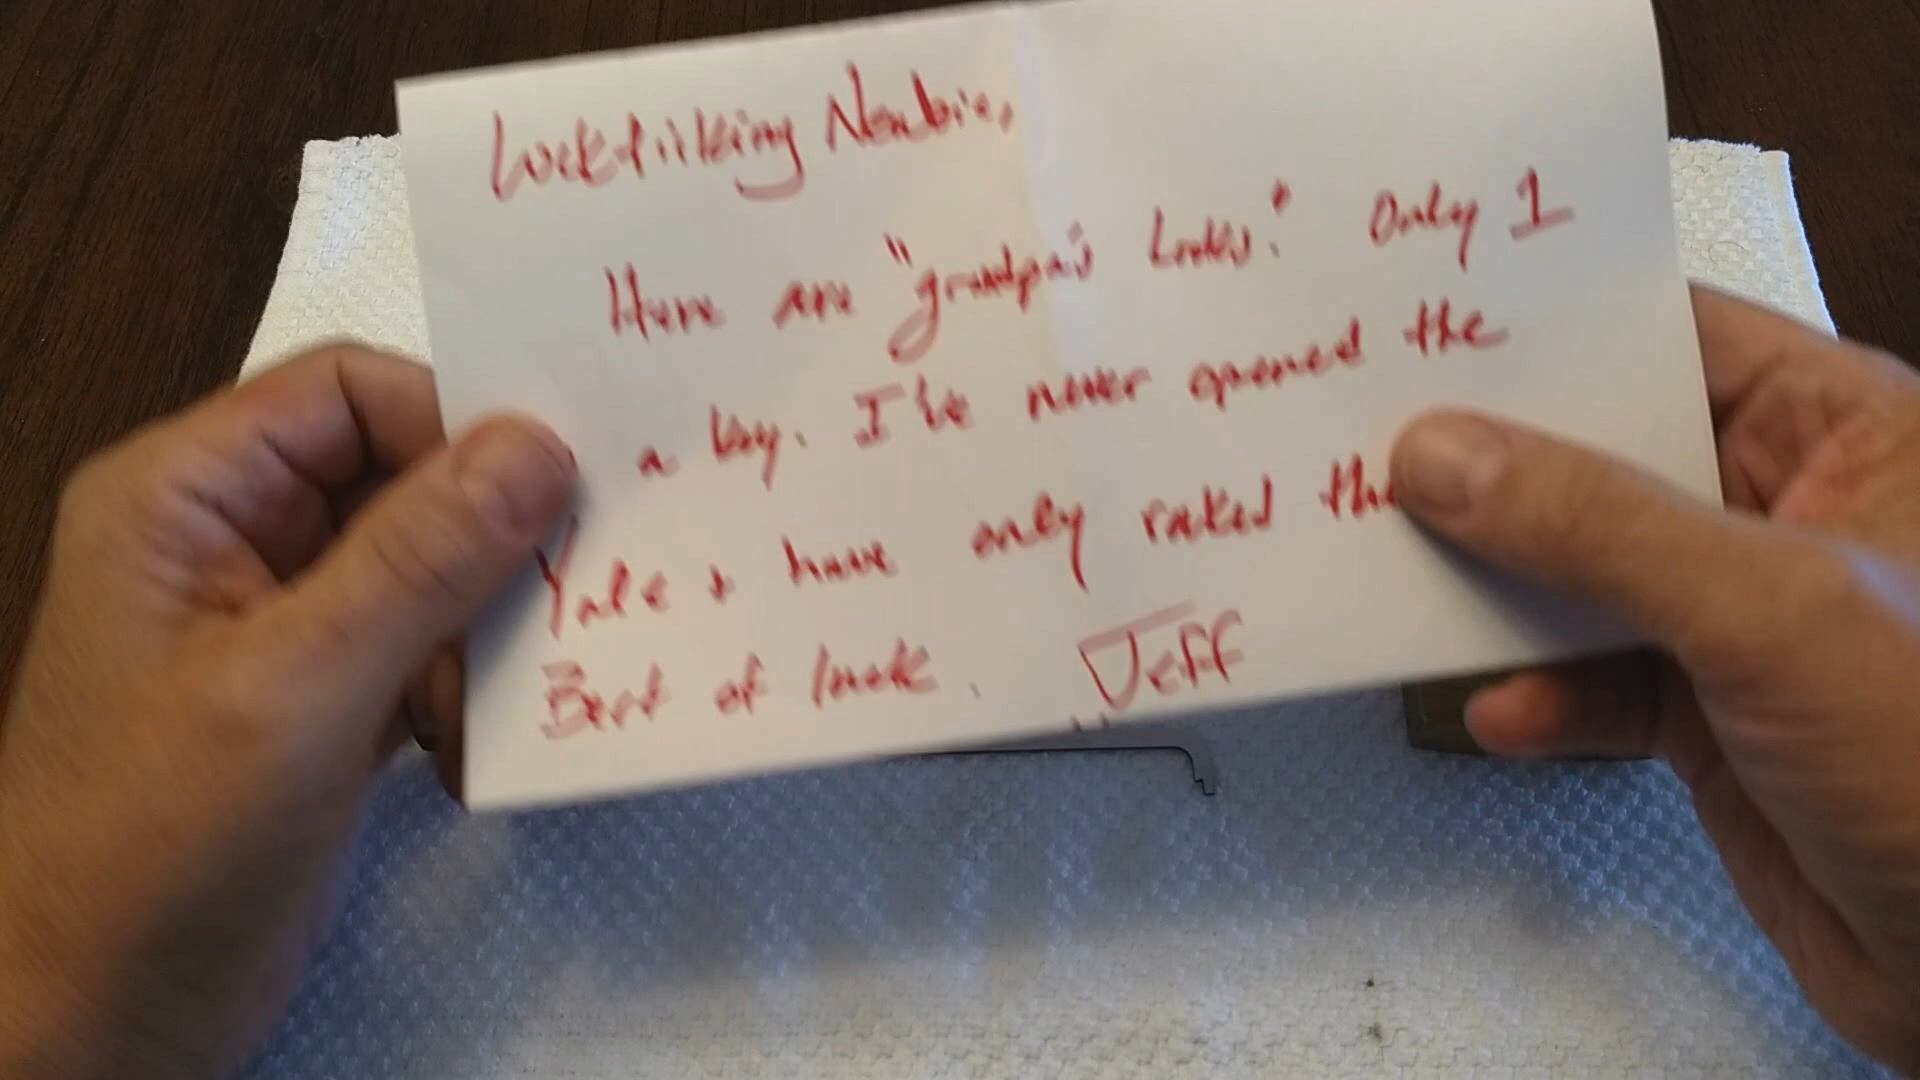 Lockpicking Newbie,
Here are "grandpa's locks." Only 1
a key. I've never opened the
Yale + have only raked the
Best of luck. Jeff